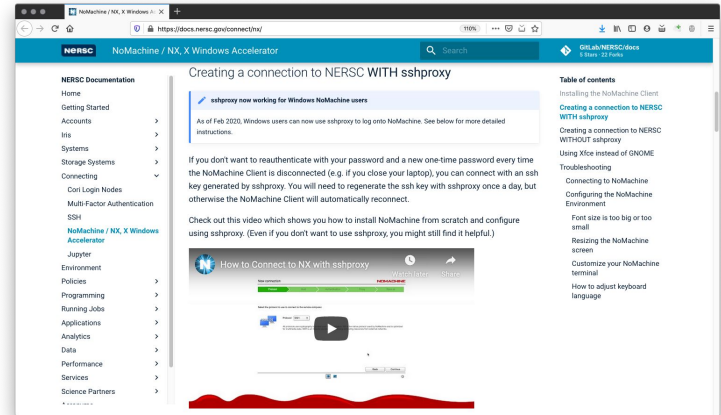 NoMachine / NX, X Windows Ac
https://docs.nersc.gov/connect/nx/
110%
NERSC
NoMachine / NX, X Windows Accelerator
Search
GitLab/NERSC/docs
5 Stars · 22 Forks
NERSC Documentation
Home
Getting Started
Accounts
Iris
Systems
Storage Systems
Connecting
Cori Login Nodes
Multi-Factor Authentication
SSH
NoMachine / NX, X Windows
Accelerator
Jupyter
Environment
Policies
Programming
Running Jobs
Applications
Analytics
Data
Performance
Services
Science Partners
Creating a connection to NERSC WITH sshproxy
sshproxy now working for Windows NoMachine users
As of Feb 2020, Windows users can now use sshproxy to log onto NoMachine. See below for more detailed
instructions.
If you don't want to reauthenticate with your password and a new one-time password every time
the NoMachine Client is disconnected (e.g. if you close your laptop), you can connect with an ssh
key generated by sshproxy. You will need to regenerate the ssh key with sshproxy once a day, but
otherwise the NoMachine Client will automatically reconnect.
Check out this video which shows you how to install NoMachine from scratch and configure
using sshproxy. (Even if you don't want to use sshproxy, you might still find it helpful.)
How to Connect to NX with sshproxy
Watch later
Share
NOMACHINE
Table of contents
Installing the NoMachine Client
Creating a connection to NERSC
WITH sshproxy
Creating a connection to NERSC
WITHOUT sshproxy
Using Xfce instead of GNOME
Troubleshooting
Connecting to NoMachine
Configuring the NoMachine
Environment
Font size is too big or too
small
Resizing the NoMachine
screen
Customize your NoMachine
terminal
How to adjust keyboard
language